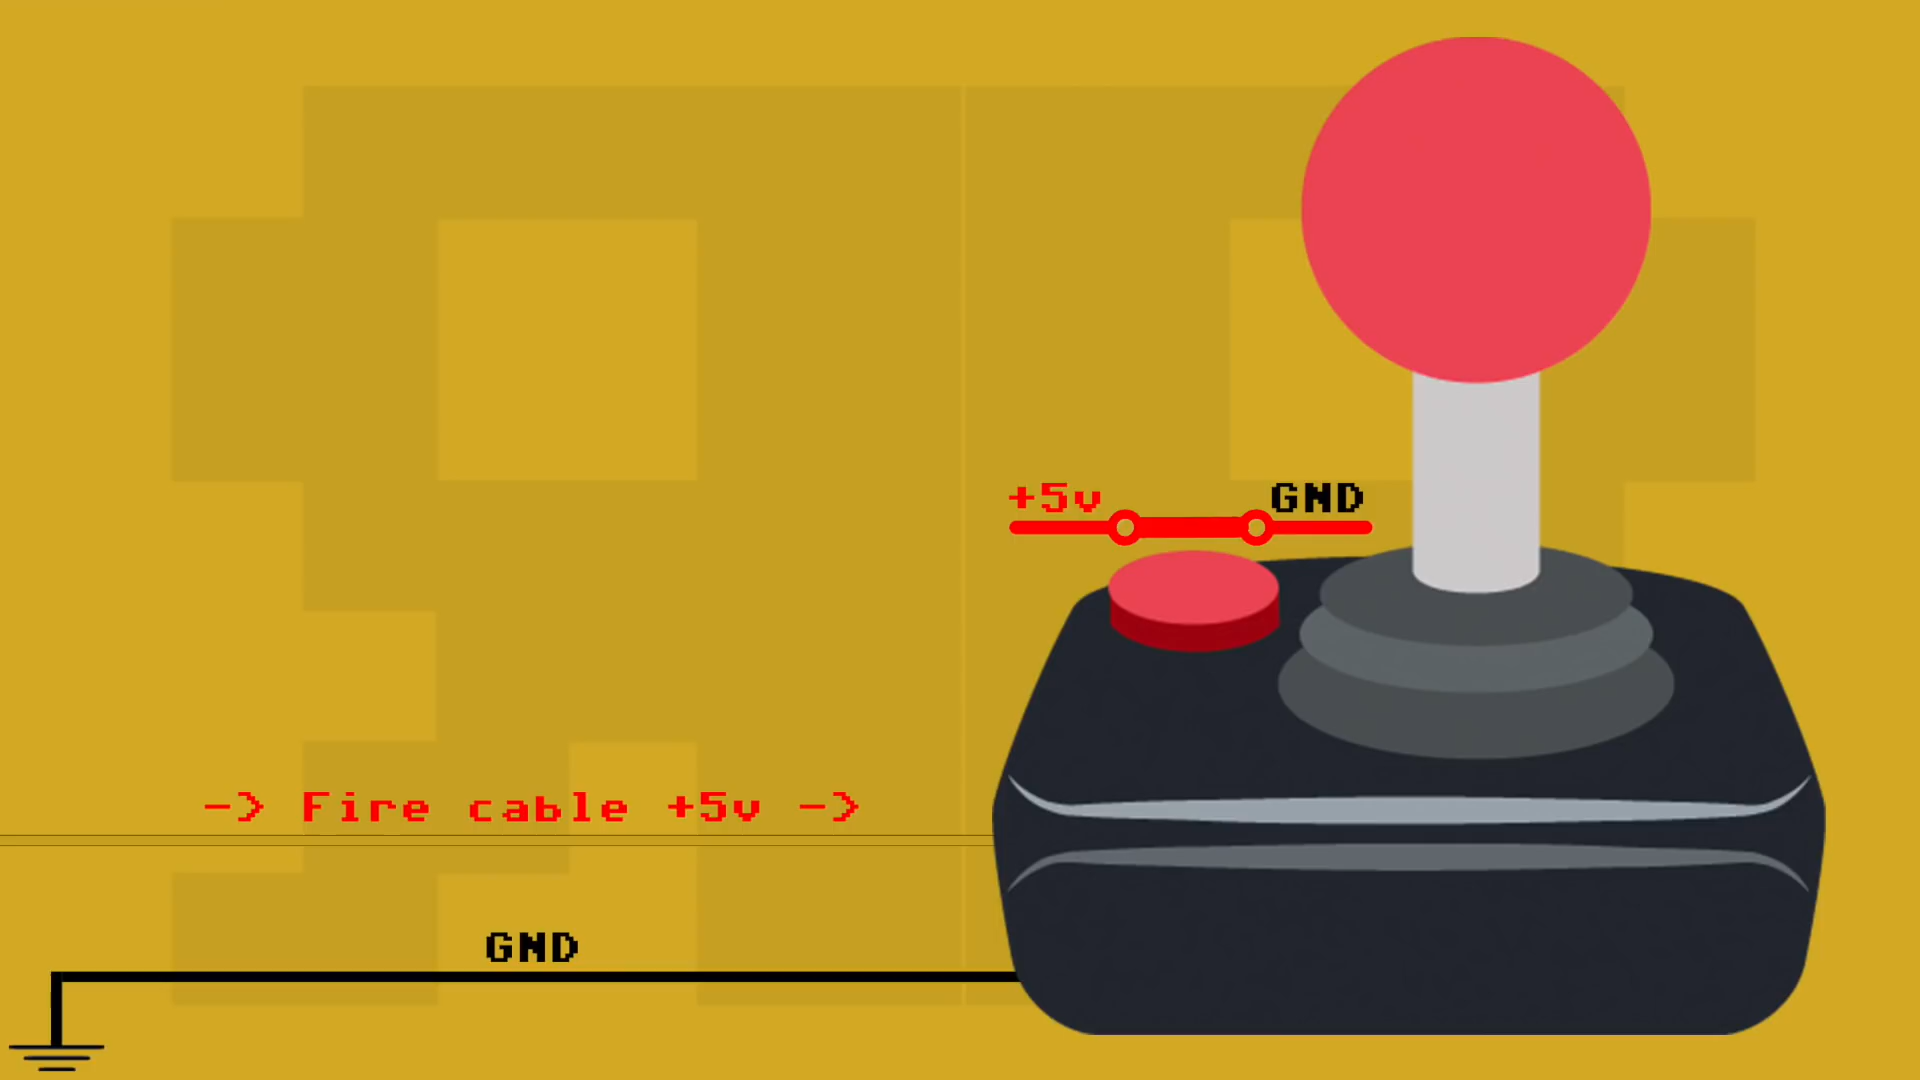 +5v GND
-> Fire cable +5v ->
GND